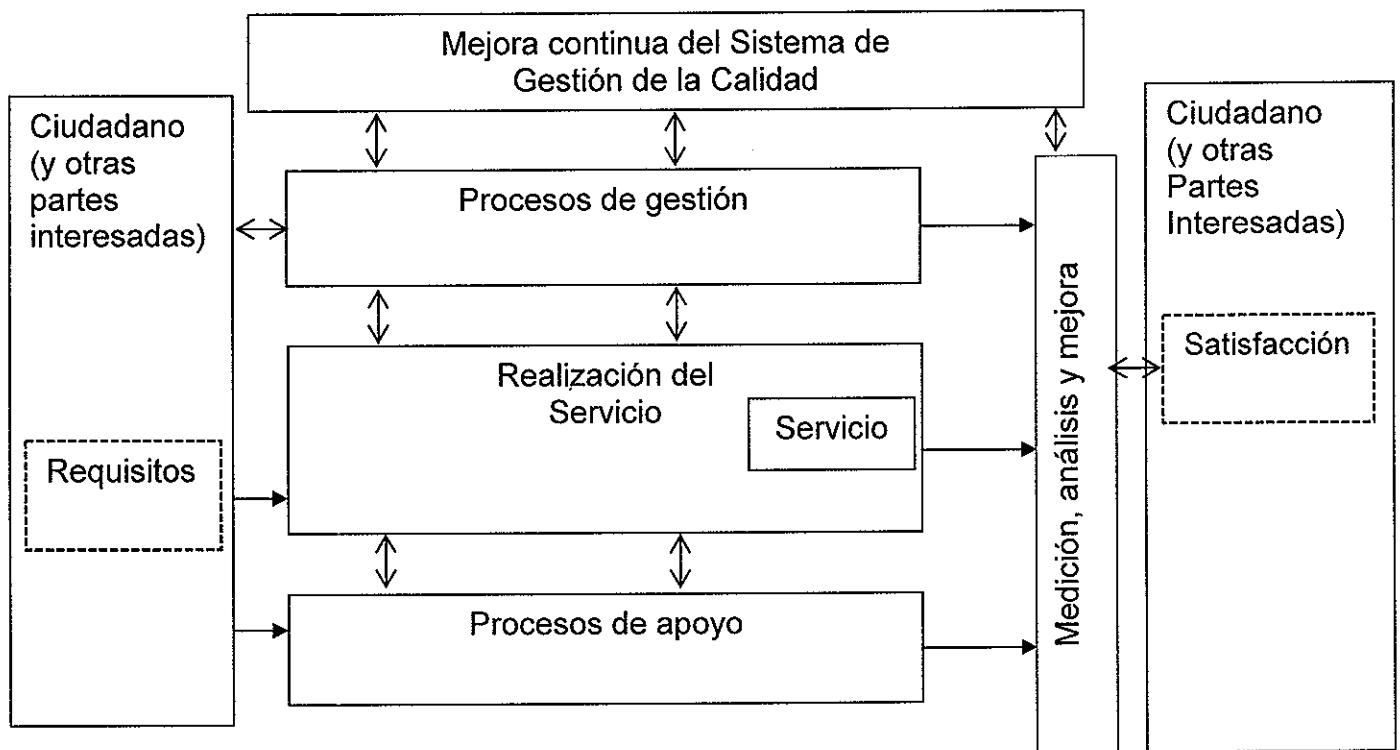 Mejora continua del Sistema de
Gestión de la Calidad
Ciudadano
(y otras
partes
interesadas)
Ciudadano
(y otras
Partes
Interesadas)
Procesos de gestión
Medición, análisis y mejora
Satisfacción
Realización del
Servicio
Servicio
Requisitos
Procesos de apoyo